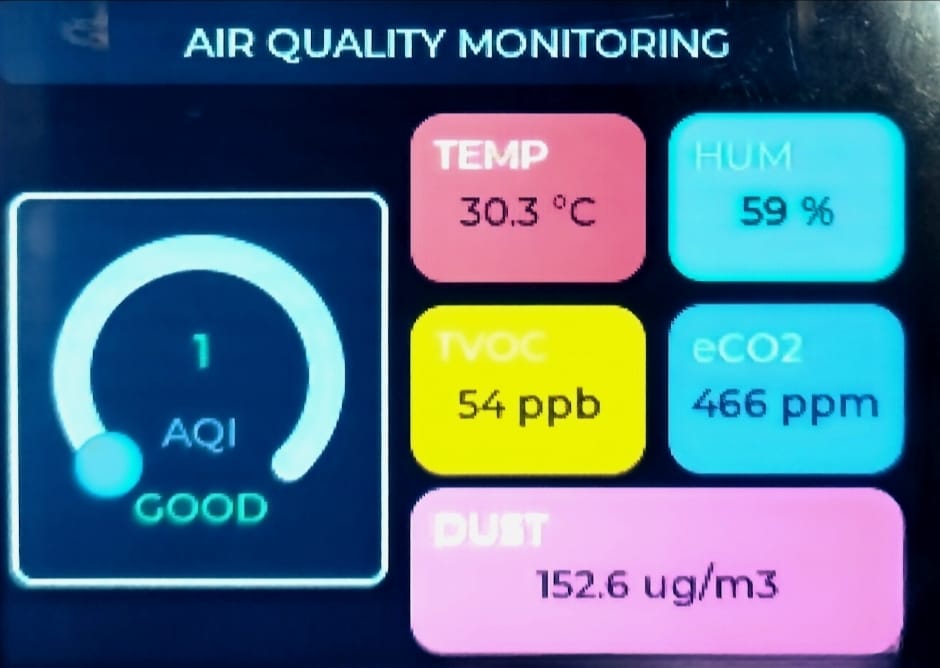 AIR QUALITY MONITORING
TEMP
30.3 °C
HUM
59 %
1
AQI
GOOD
TVOC
54 ppb
eCO2
466 ppm
DUST
152.6 ug/m3